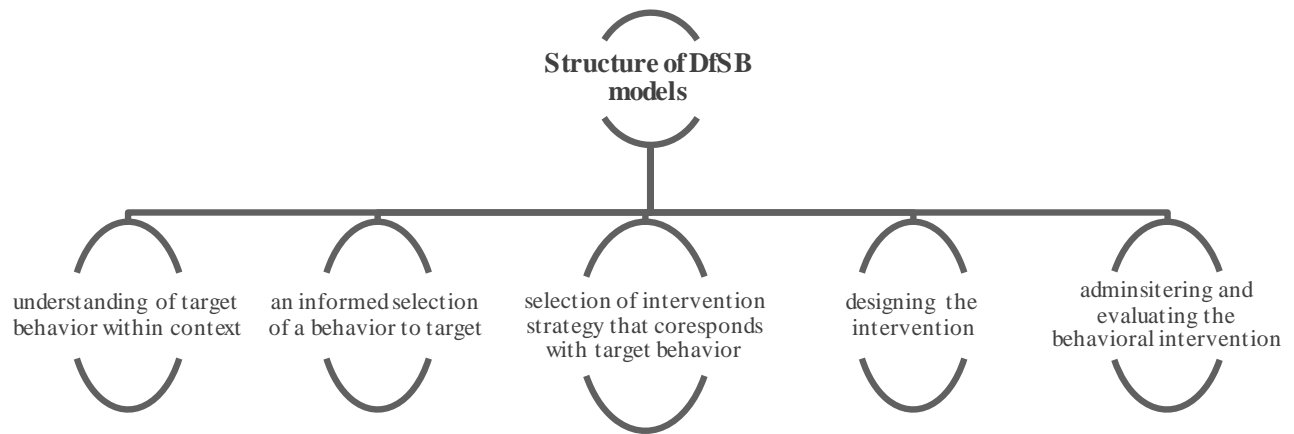 Structure of DfSB
models
understanding of target
behavior within context
an informed selection
of a behavior to target
selection of intervention
strategy that coresponds
with target behavior
designing the
intervention
adminsitering and
evaluating the
behavioral intervention